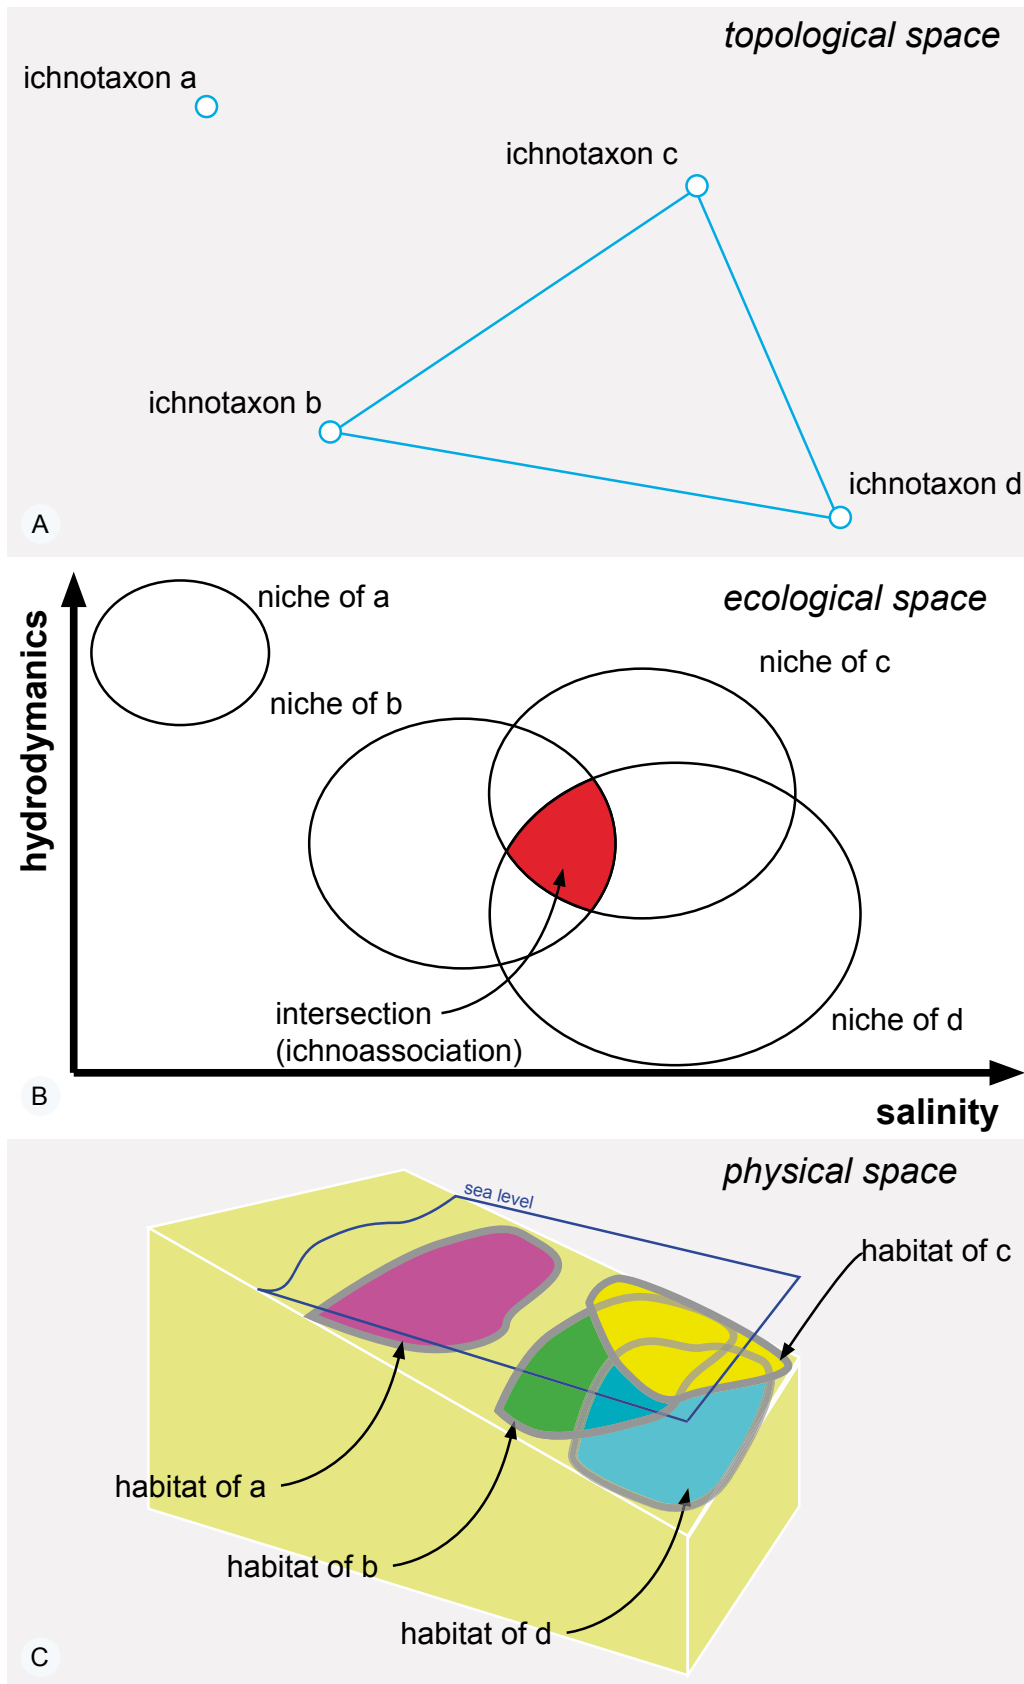 topological space
ichnotaxon a
ichnotaxon c
ichnotaxon b
ichnotaxon d
A
ecological space
niche of a
niche of c
niche of b
hydrodymanics
intersection
(ichnoassociation)
niche of d
B
salinity
physical space
sea level
habitat of c
habitat of a
habitat of b
habitat of d
C